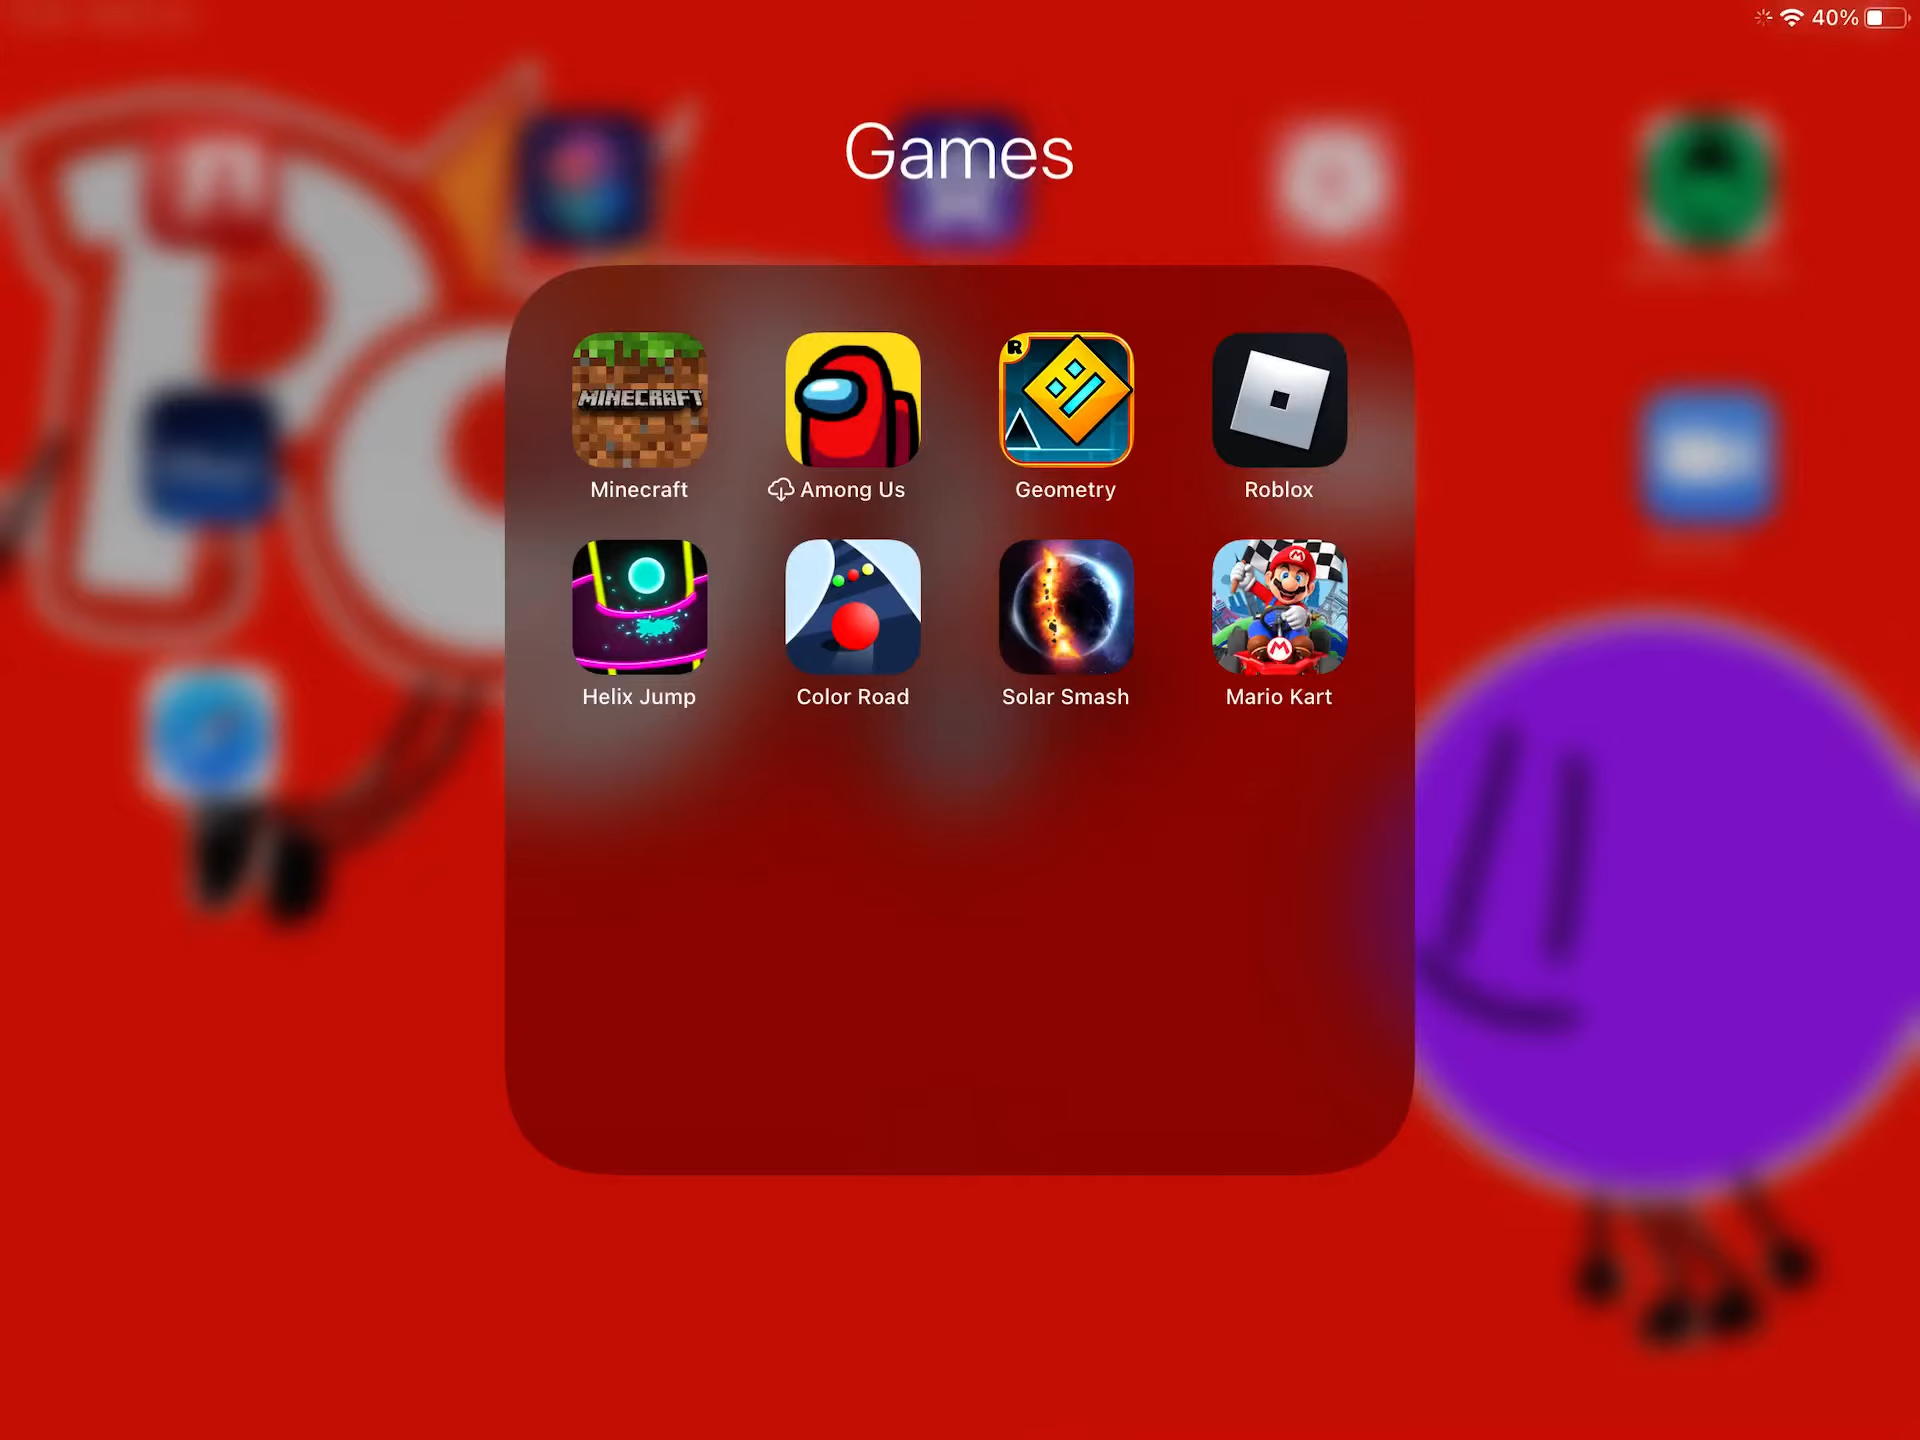 40%
Games
MINECRAFT
R
Minecraft
Among Us
Geometry
Roblox
M
M
Helix Jump
Color Road
Solar Smash
Mario Kart